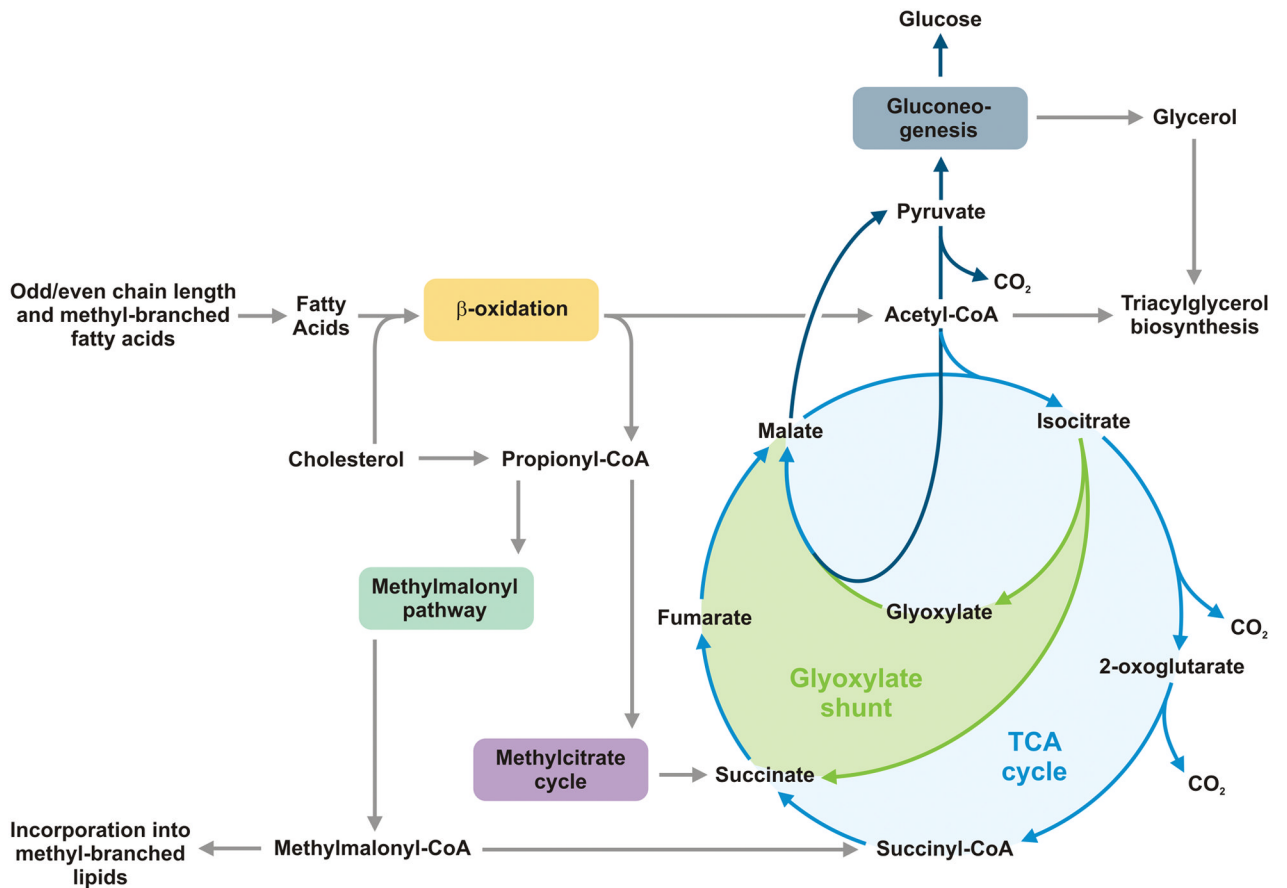 Glucose
Gluconeo-
genesis
Glycerol
Pyruvate
CO₂
Odd/even chain length
and methyl-branched
fatty acids
Fatty
Acids
β-oxidation
Acetyl-CoA
Triacylglycerol
biosynthesis
Malate
Isocitrate
Cholesterol
Propionyl-CoA
Methylmalonyl
pathway
Fumarate
Glyoxylate
CO₂
2-oxoglutarate
Glyoxylate
shunt
TCA
cycle
Methylcitrate
cycle
Succinate
CO₂
Incorporation into
methyl-branched
lipids
Methylmalonyl-CoA
Succinyl-CoA